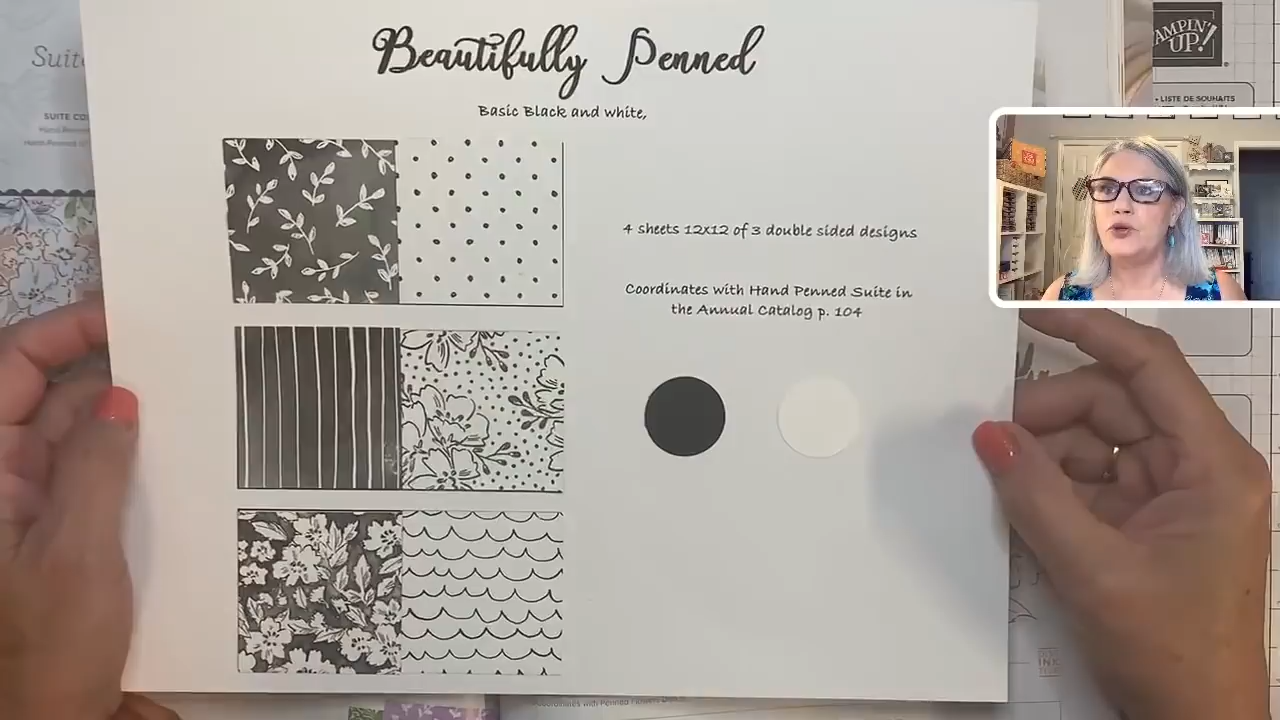 Beautifully Penned
Basic Black and white,
4 sheets 12x12 of 3 double sided designs
Coordinates with Hand Penned Suite in
the Annual Catalog p. 104
AMPIN'
UP!
• LISTE DE SOUHAITS
SUITE
INK